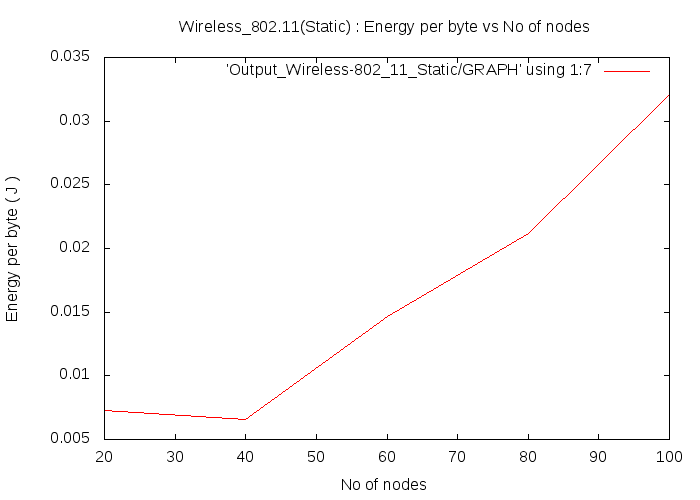 Wireless_802.11(Static) : Energy per byte vs No of nodes
'Output_Wireless-802_11_Static/GRAPH' using 1:7
0.035
0.03
0.025
0.02
0.015
0.01
0.005
Energy per byte ( J )
20 30 40 50 60 70 80 90 100
No of nodes